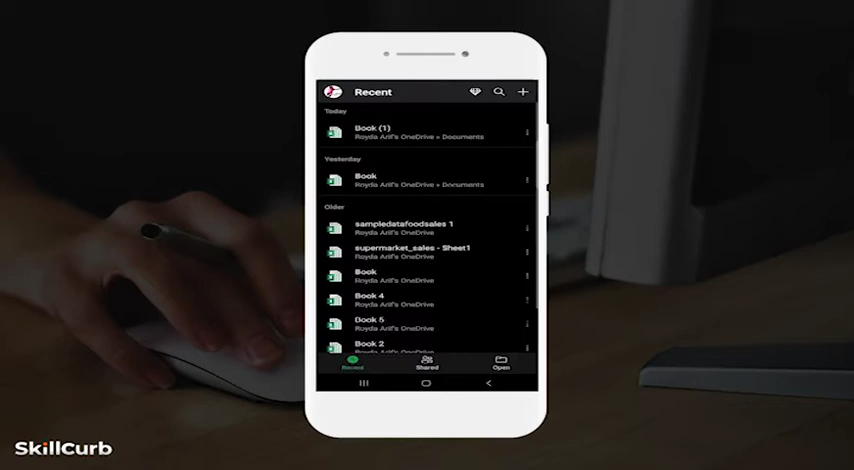 Recent
Today
Book (1)
Royda Arif's OneDrive » Documents
Yesterday
Book
Royda Arif's OneDrive » Documents
Older
sampledatafoodsales 1
Royda Arif's OneDrive
supermarket_sales - Sheet1
Royda Arif's OneDrive
Book
Royda Arif's OneDrive
Book 4
Royda Arif's OneDrive
Book 5
Royda Arif's OneDrive
Book 2
Recent
Shared
Open
SkillCurb